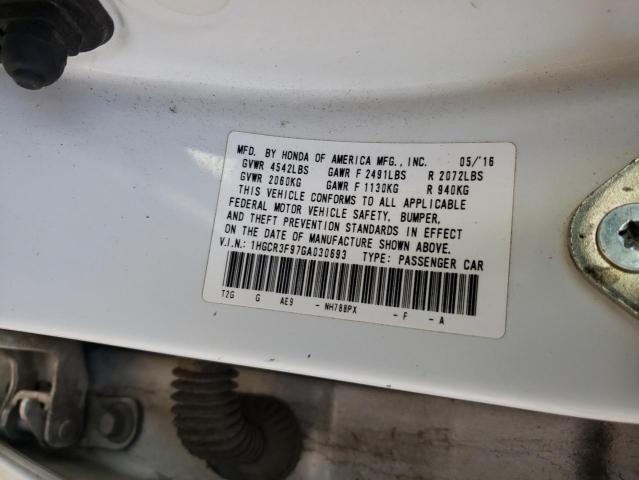 MFD. BY HONDA OF AMERICA MFG., INC. 05/'16
GVWR 4542LBS GAWR F 2491LBS R 2072LBS
GVWR 2060KG GAWR F 1130KG R 940KG
THIS VEHICLE CONFORMS TO ALL APPLICABLE
FEDERAL MOTOR VEHICLE SAFETY, BUMPER,
AND THEFT PREVENTION STANDARDS IN EFFECT
ON THE DATE OF MANUFACTURE SHOWN ABOVE.
V.I.N.: 1HGCR3F97GA030693 TYPE: PASSENGER CAR
T2G G AE9 - NH788PX - F - A